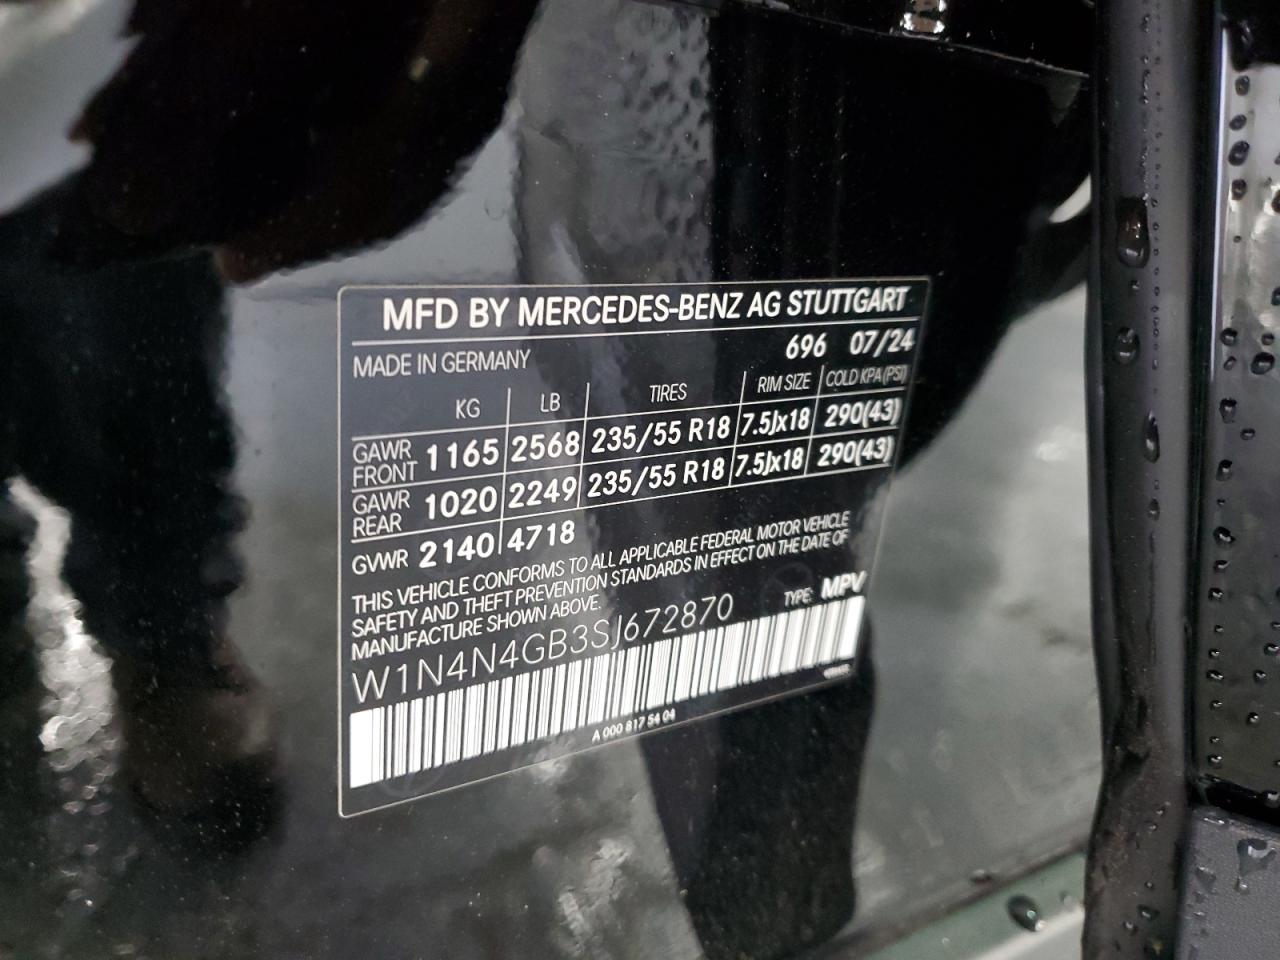 MFD BY MERCEDES-BENZ AG STUTTGART
MADE IN GERMANY 696 07/24
KG LB TIRES RIM SIZE COLD KPA(PSI)
GAWR FRONT 1165 2568 235/55 R18 7.5Jx18 290(43)
GAWR REAR 1020 2249 235/55 R18 7.5Jx18 290(43)
GVWR 2140 4718
THIS VEHICLE CONFORMS TO ALL APPLICABLE FEDERAL MOTOR VEHICLE
SAFETY AND THEFT PREVENTION STANDARDS IN EFFECT ON THE DATE OF
MANUFACTURE SHOWN ABOVE.
W1N4N4GB3SJ672870 TYPE: MPV
A 000 817 54 04